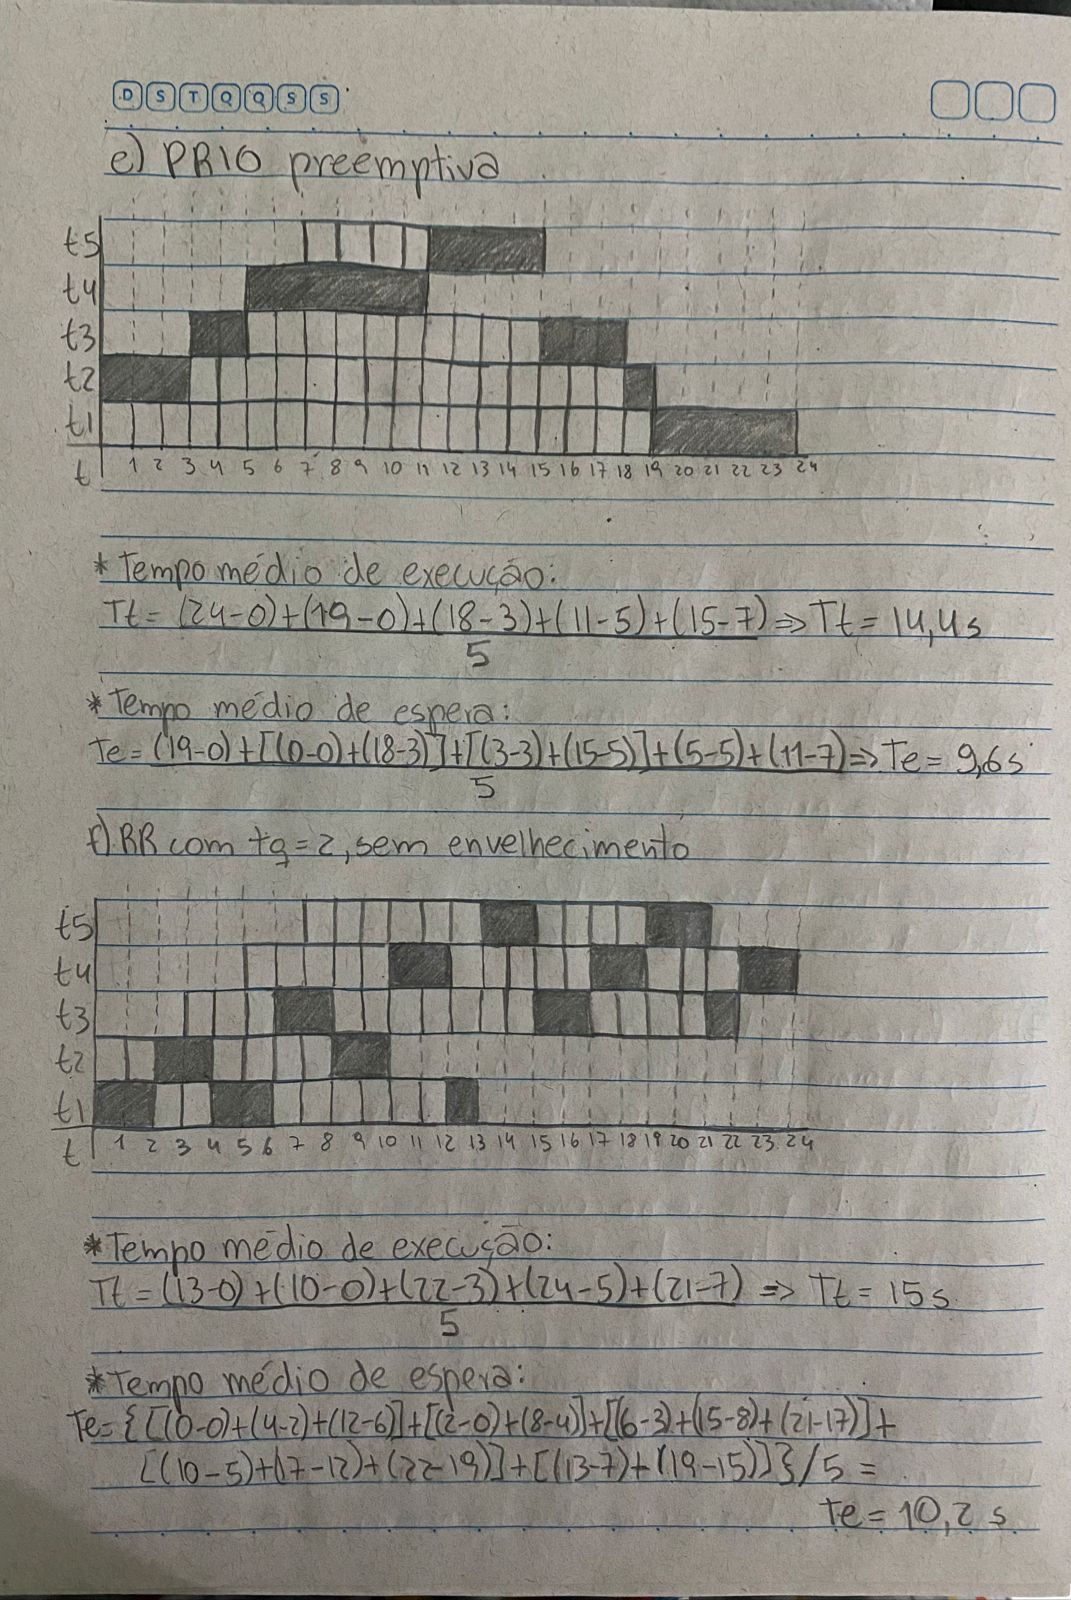 D S T Q Q S S
e) PRIO preemptiva
t5
t4
t3
t2
t1
t 1 2 3 4 5 6 7 8 9 10 11 12 13 14 15 16 17 18 19 20 21 22 23 24
* Tempo médio de execução:
Tt = (24-0)+(19-0)+(18-3)+(11-5)+(15-7) => Tt = 14,4s
5
* Tempo médio de espera:
Te = (19-0)+[(0-0)+(18-3)]+[(3-3)+(15-5)]+(5-5)+(11-7) => Te = 9,6s
5
f) RR com tq=2, sem envelhecimento
t5
t4
t3
t2
t1
t 1 2 3 4 5 6 7 8 9 10 11 12 13 14 15 16 17 18 19 20 21 22 23 24
* Tempo médio de execução:
Tt = (13-0)+(10-0)+(22-3)+(24-5)+(21-7) => Tt = 15s
5
* Tempo médio de espera:
Te={[(0-0)+(4-2)+(12-6)]+[(2-0)+(8-4)]+[(6-3)+(15-8)+(21-17)]+
[(10-5)+(17-12)+(22-19)]+[(13-7)+(19-15)]}/5 =
Te = 10,2 s